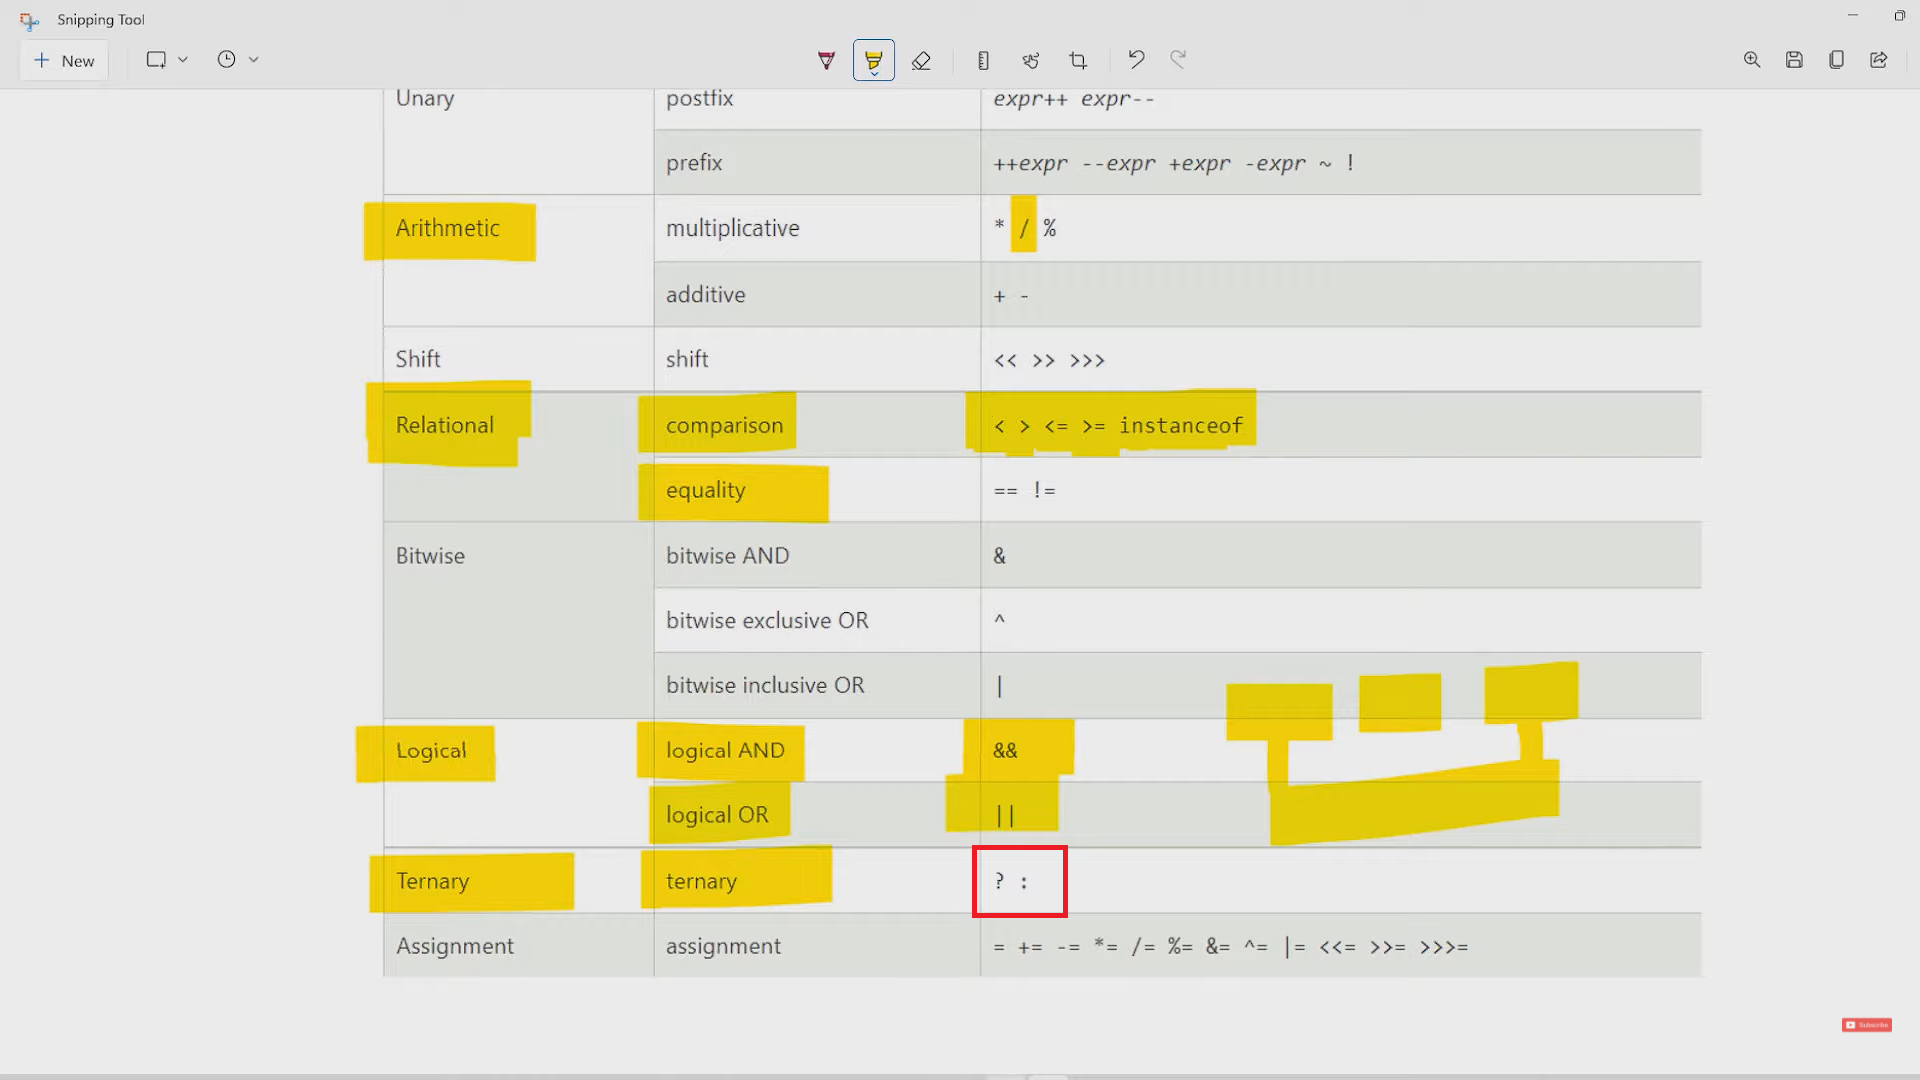 Snipping Tool
New
Unary postfix expr++ expr--
prefix ++expr --expr +expr -expr ~ !
Arithmetic multiplicative * / %
additive + -
Shift shift << >> >>>
Relational comparison < > <= >= instanceof
equality == !=
Bitwise bitwise AND &
bitwise exclusive OR ^
bitwise inclusive OR |
Logical logical AND &&
logical OR ||
Ternary ternary ? :
Assignment assignment = += -= *= /= %= &= ^= |= <<= >>= >>>=
Subscribe